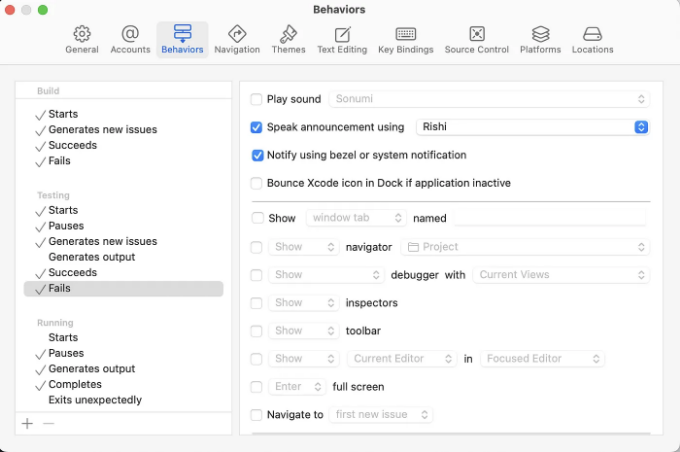 Behaviors
General Accounts Behaviors Navigation Themes Text Editing Key Bindings Source Control Platforms Locations
Build
Starts
Generates new issues
Succeeds
Fails
Testing
Starts
Pauses
Generates new issues
Generates output
Succeeds
Fails
Running
Starts
Pauses
Generates output
Completes
Exits unexpectedly
Play sound Sonumi
Speak announcement using Rishi
Notify using bezel or system notification
Bounce Xcode icon in Dock if application inactive
Show window tab named
Show navigator Project
Show debugger with Current Views
Show inspectors
Show toolbar
Show Current Editor in Focused Editor
Enter full screen
Navigate to first new issue